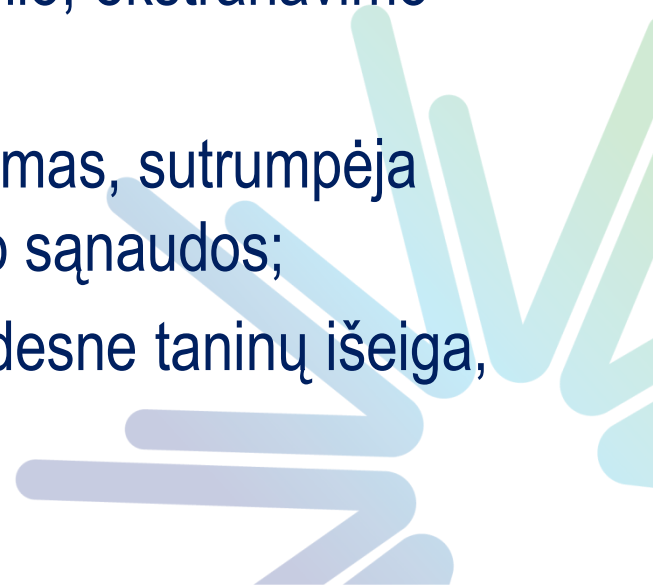 mas, sutrumpėja
o sąnaudos;
desne taninų išeiga,